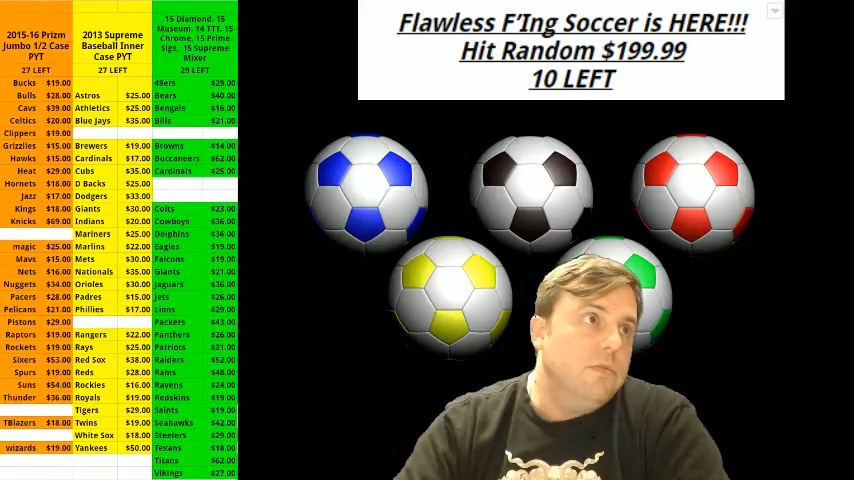 2015-16 Prizm
Jumbo 1/2 Case
PYT
27 LEFT
Bucks $19.00
Bulls $28.00
Cavs $39.00
Celtics $20.00
Clippers $19.00
Grizzlies $15.00
Hawks $15.00
Heat $29.00
Hornets $18.00
Jazz $17.00
Kings $18.00
Knicks $69.00
magic $25.00
Mavs $15.00
Nets $16.00
Nuggets $34.00
Pacers $28.00
Pelicans $21.00
Pistons $29.00
Raptors $19.00
Rockets $19.00
Sixers $53.00
Spurs $19.00
Suns $54.00
Thunder $36.00
TBlazers $18.00
wizards $19.00
2013 Supreme
Baseball Inner
Case PYT
27 LEFT
Astros $25.00
Athletics $25.00
Blue Jays $35.00
Brewers $19.00
Cardinals $17.00
Cubs $35.00
D Backs $25.00
Dodgers $33.00
Giants $30.00
Indians $20.00
Mariners $25.00
Marlins $22.00
Mets $30.00
Nationals $35.00
Orioles $30.00
Padres $15.00
Phillies $17.00
Rangers $22.00
Rays $25.00
Red Sox $38.00
Reds $28.00
Rockies $16.00
Royals $19.00
Tigers $29.00
Twins $19.00
White Sox $18.00
Yankees $50.00
15 Diamond, 15
Museum. 14 TTT, 15
Chrome, 15 Prime
Sigs. 15 Supreme
Mixer
29 LEFT
49ers $29.00
Bears $40.00
Bengals $16.00
Bills $21.00
Browns $14.00
Buccaneers $62.00
Cardinals $25.00
Colts $23.00
Cowboys $36.00
Dolphins $36.00
Eagles $19.00
Falcons $19.00
Giants $21.00
Jaguars $36.00
Jets $26.00
Lions $29.00
Packers $43.00
Panthers $26.00
Patriots $21.00
Raiders $52.00
Rams $48.00
Ravens $24.00
Redskins $19.00
Saints $19.00
Seahawks $42.00
Steelers $29.00
Texans $18.00
Titans $62.00
Vikings $27.00
Flawless F'Ing Soccer is HERE!!!
Hit Random $199.99
10 LEFT